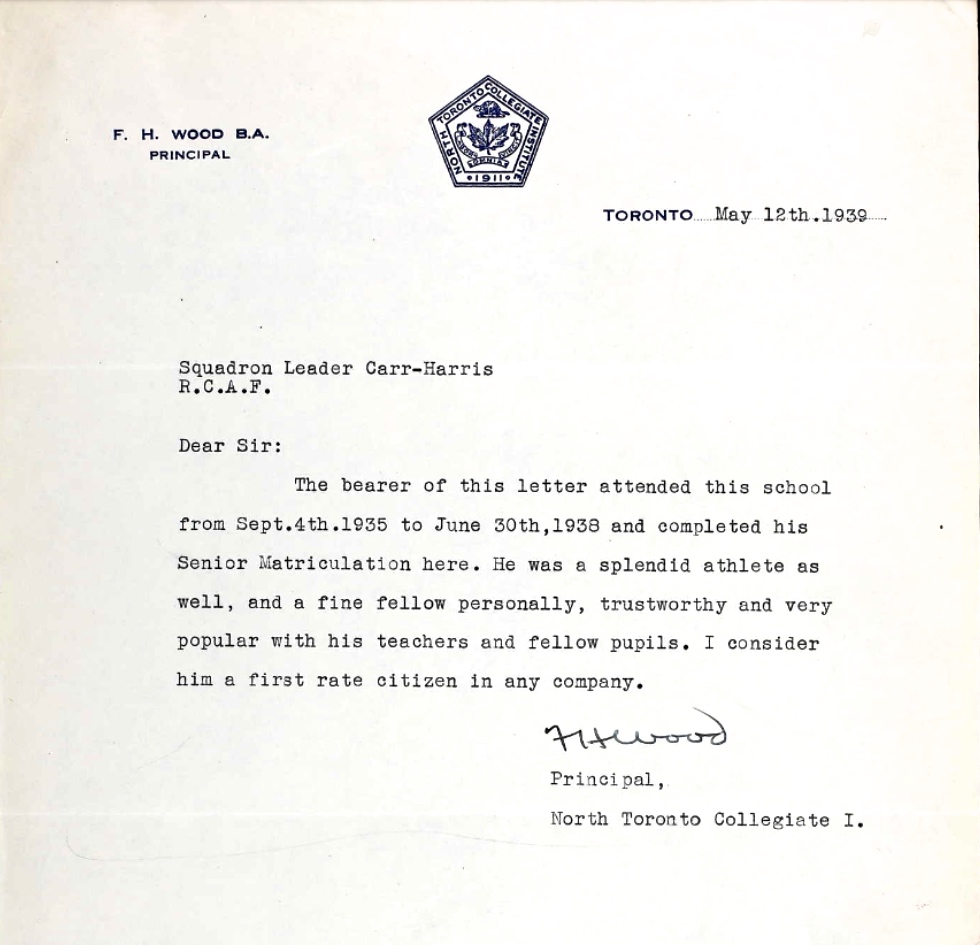 F. H. WOOD B.A.
PRINCIPAL
NORTH TORONTO COLLEGIATE INSTITUTE
OMNIA
1911
TORONTO May 12th.1939
Squadron Leader Carr-Harris
R.C.A.F.
Dear Sir:
The bearer of this letter attended this school
from Sept.4th.1935 to June 30th,1938 and completed his
Senior Matriculation here. He was a splendid athlete as
well, and a fine fellow personally, trustworthy and very
popular with his teachers and fellow pupils. I consider
him a first rate citizen in any company.
FHWood
Principal,
North Toronto Collegiate I.